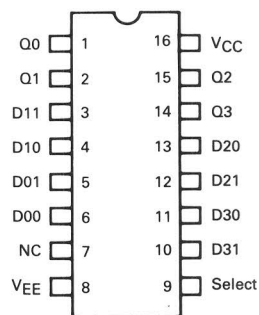 Q0 1 16 VCC
Q1 2 15 Q2
D11 3 14 Q3
D10 4 13 D20
D01 5 12 D21
D00 6 11 D30
NC 7 10 D31
VEE 8 9 Select